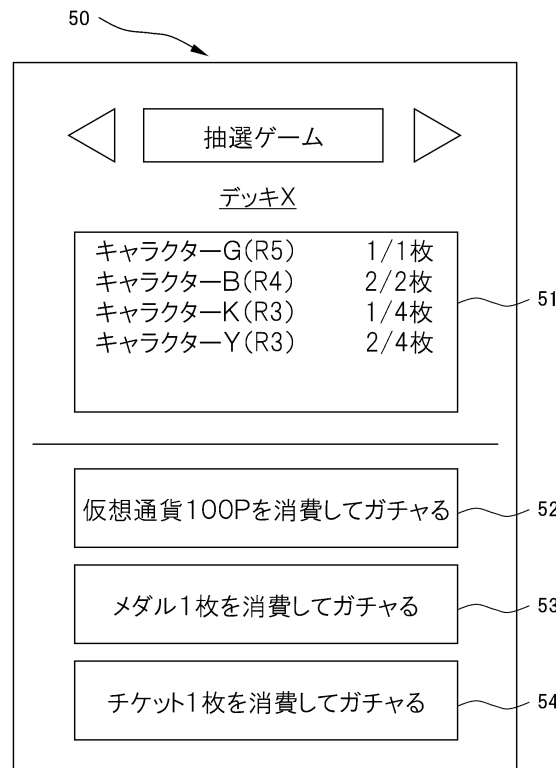 50
抽選ゲーム
デッキX
キャラクターG(R5) 1/1枚
キャラクターB(R4) 2/2枚
キャラクターK(R3) 1/4枚
キャラクターY(R3) 2/4枚
51
仮想通貨100Pを消費してガチャる
52
メダル1枚を消費してガチャる
53
チケット1枚を消費してガチャる
54